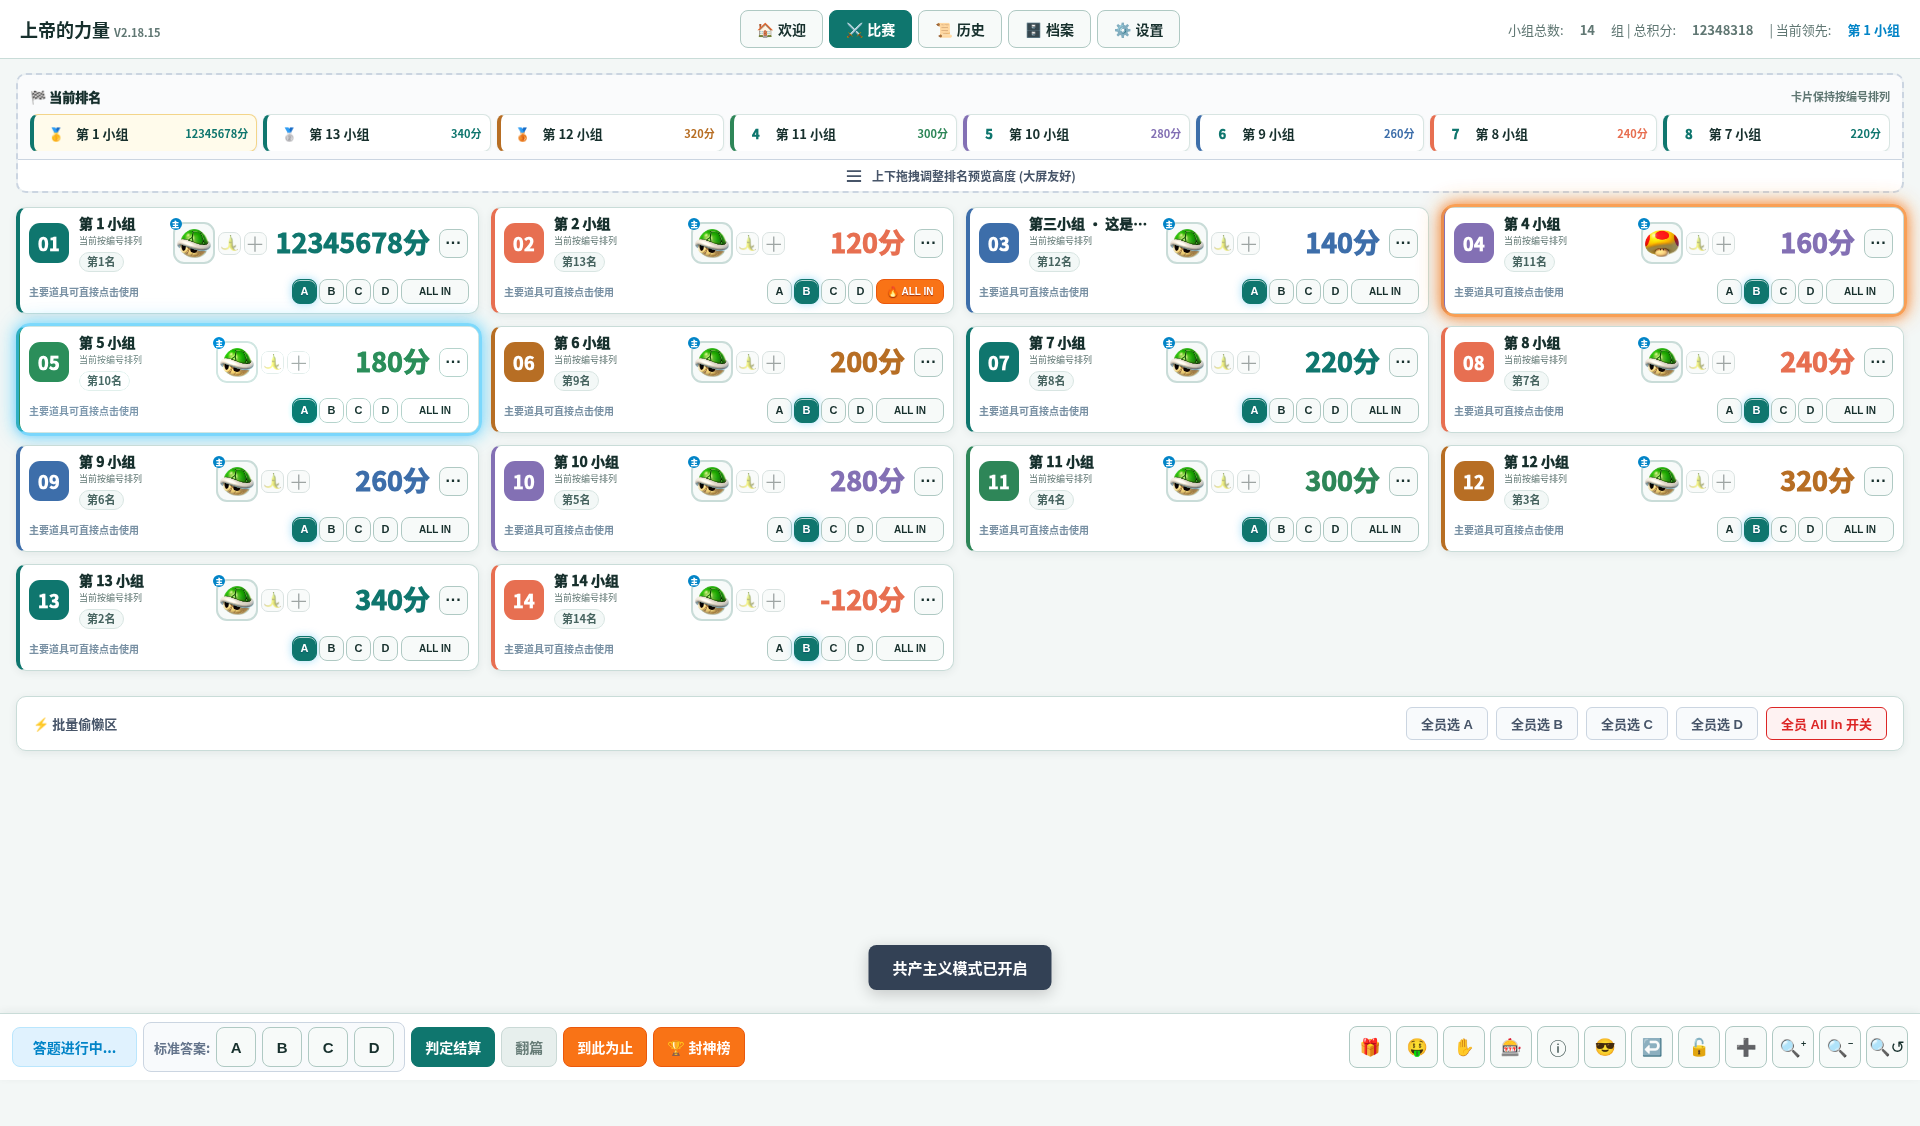 上帝的力量 V2.18.15
🏠 欢迎
⚔️ 比赛
📜 历史
🗄️ 档案
⚙️ 设置
小组总数: 14 组 | 总积分: 12348318 | 当前领先: 第 1 小组
🏁 当前排名
卡片保持按编号排列
🥇 第 1 小组 12345678分
🥈 第 13 小组 340分
🥉 第 12 小组 320分
4 第 11 小组 300分
5 第 10 小组 280分
6 第 9 小组 260分
7 第 8 小组 240分
8 第 7 小组 220分
上下拖拽调整排名预览高度 (大屏友好)
01 第 1 小组
当前按编号排列
第1名
主 12345678分 ···
主要道具可直接点击使用
A B C D ALL IN
02 第 2 小组
当前按编号排列
第13名
主 120分 ···
主要道具可直接点击使用
A B C D 🔥 ALL IN
03 第三小组 · 这是…
当前按编号排列
第12名
主 140分 ···
主要道具可直接点击使用
A B C D ALL IN
04 第 4 小组
当前按编号排列
第11名
主 160分 ···
主要道具可直接点击使用
A B C D ALL IN
05 第 5 小组
当前按编号排列
第10名
主 180分 ···
主要道具可直接点击使用
A B C D ALL IN
06 第 6 小组
当前按编号排列
第9名
主 200分 ···
主要道具可直接点击使用
A B C D ALL IN
07 第 7 小组
当前按编号排列
第8名
主 220分 ···
主要道具可直接点击使用
A B C D ALL IN
08 第 8 小组
当前按编号排列
第7名
主 240分 ···
主要道具可直接点击使用
A B C D ALL IN
09 第 9 小组
当前按编号排列
第6名
主 260分 ···
主要道具可直接点击使用
A B C D ALL IN
10 第 10 小组
当前按编号排列
第5名
主 280分 ···
主要道具可直接点击使用
A B C D ALL IN
11 第 11 小组
当前按编号排列
第4名
主 300分 ···
主要道具可直接点击使用
A B C D ALL IN
12 第 12 小组
当前按编号排列
第3名
主 320分 ···
主要道具可直接点击使用
A B C D ALL IN
13 第 13 小组
当前按编号排列
第2名
主 340分 ···
主要道具可直接点击使用
A B C D ALL IN
14 第 14 小组
当前按编号排列
第14名
主 -120分 ···
主要道具可直接点击使用
A B C D ALL IN
⚡ 批量偷懒区
全员选 A
全员选 B
全员选 C
全员选 D
全员 All In 开关
共产主义模式已开启
答题进行中...
标准答案: A B C D
判定结算
翻篇
到此为止
🏆 封神榜